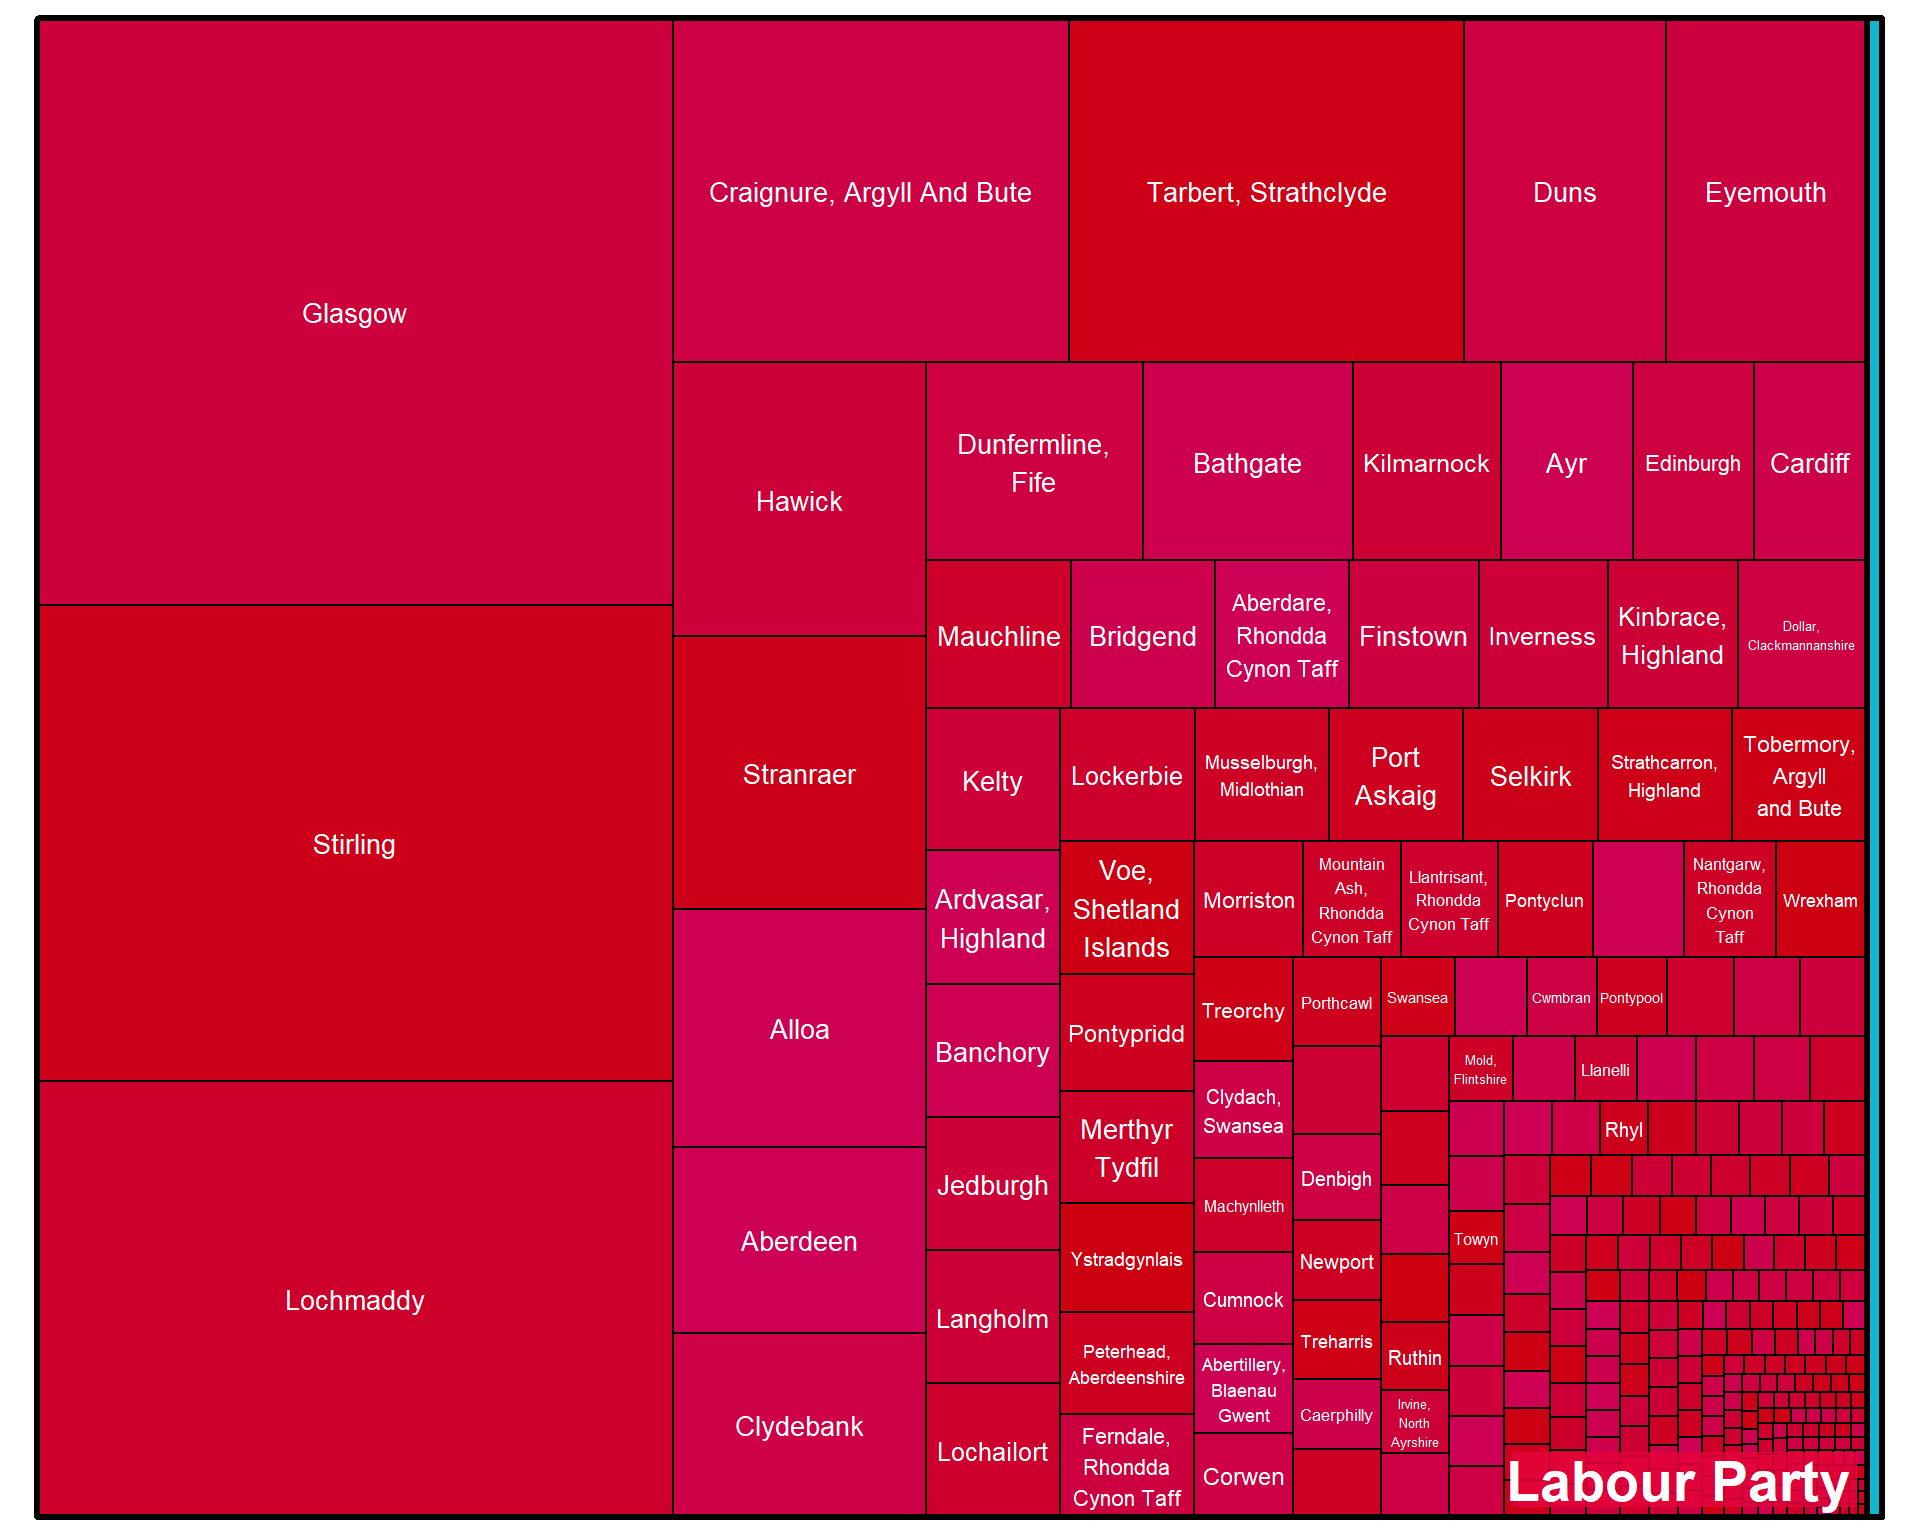 Glasgow
Craignure, Argyll And Bute
Tarbert, Strathclyde
Duns
Eyemouth
Hawick
Dunfermline,
Fife
Bathgate
Kilmarnock
Ayr
Edinburgh
Cardiff
Mauchline
Bridgend
Aberdare,
Rhondda
Cynon Taff
Finstown
Inverness
Kinbrace,
Highland
Dollar,
Clackmannanshire
Stirling
Stranraer
Kelty
Lockerbie
Musselburgh,
Midlothian
Port
Askaig
Selkirk
Strathcarron,
Highland
Tobermory,
Argyll
and Bute
Ardvasar,
Highland
Voe,
Shetland
Islands
Morriston
Mountain
Ash,
Rhondda
Cynon Taff
Llantrisant,
Rhondda
Cynon Taff
Pontyclun
Nantgarw,
Rhondda
Cynon
Taff
Wrexham
Alloa
Banchory
Pontypridd
Treorchy
Porthcawl
Swansea
Cwmbran
Pontypool
Mold,
Flintshire
Llanelli
Clydach,
Swansea
Merthyr
Tydfil
Rhyl
Jedburgh
Machynlleth
Denbigh
Aberdeen
Ystradgynlais
Newport
Towyn
Lochmaddy
Langholm
Cumnock
Treharris
Ruthin
Peterhead,
Aberdeenshire
Abertillery,
Blaenau
Gwent
Caerphilly
Irvine,
North
Ayrshire
Clydebank
Lochailort
Ferndale,
Rhondda
Cynon Taff
Corwen
Labour Party